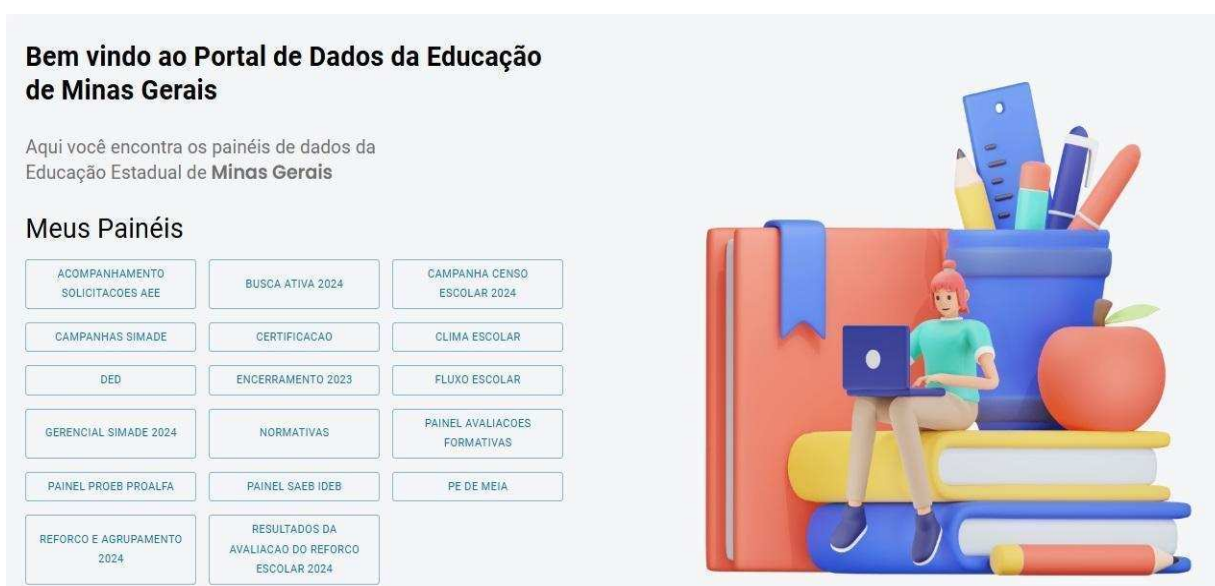 Bem vindo ao Portal de Dados da Educação
de Minas Gerais
Aqui você encontra os painéis de dados da
Educação Estadual de Minas Gerais
Meus Painéis
ACOMPANHAMENTO
SOLICITACOES AEE
BUSCA ATIVA 2024
CAMPANHA CENSO
ESCOLAR 2024
CAMPANHAS SIMADE
CERTIFICACAO
CLIMA ESCOLAR
DED
ENCERRAMENTO 2023
FLUXO ESCOLAR
GERENCIAL SIMADE 2024
NORMATIVAS
PAINEL AVALIACOES
FORMATIVAS
PAINEL PROEB PROALFA
PAINEL SAEB IDEB
PE DE MEIA
REFORCO E AGRUPAMENTO
2024
RESULTADOS DA
AVALIACAO DO REFORCO
ESCOLAR 2024